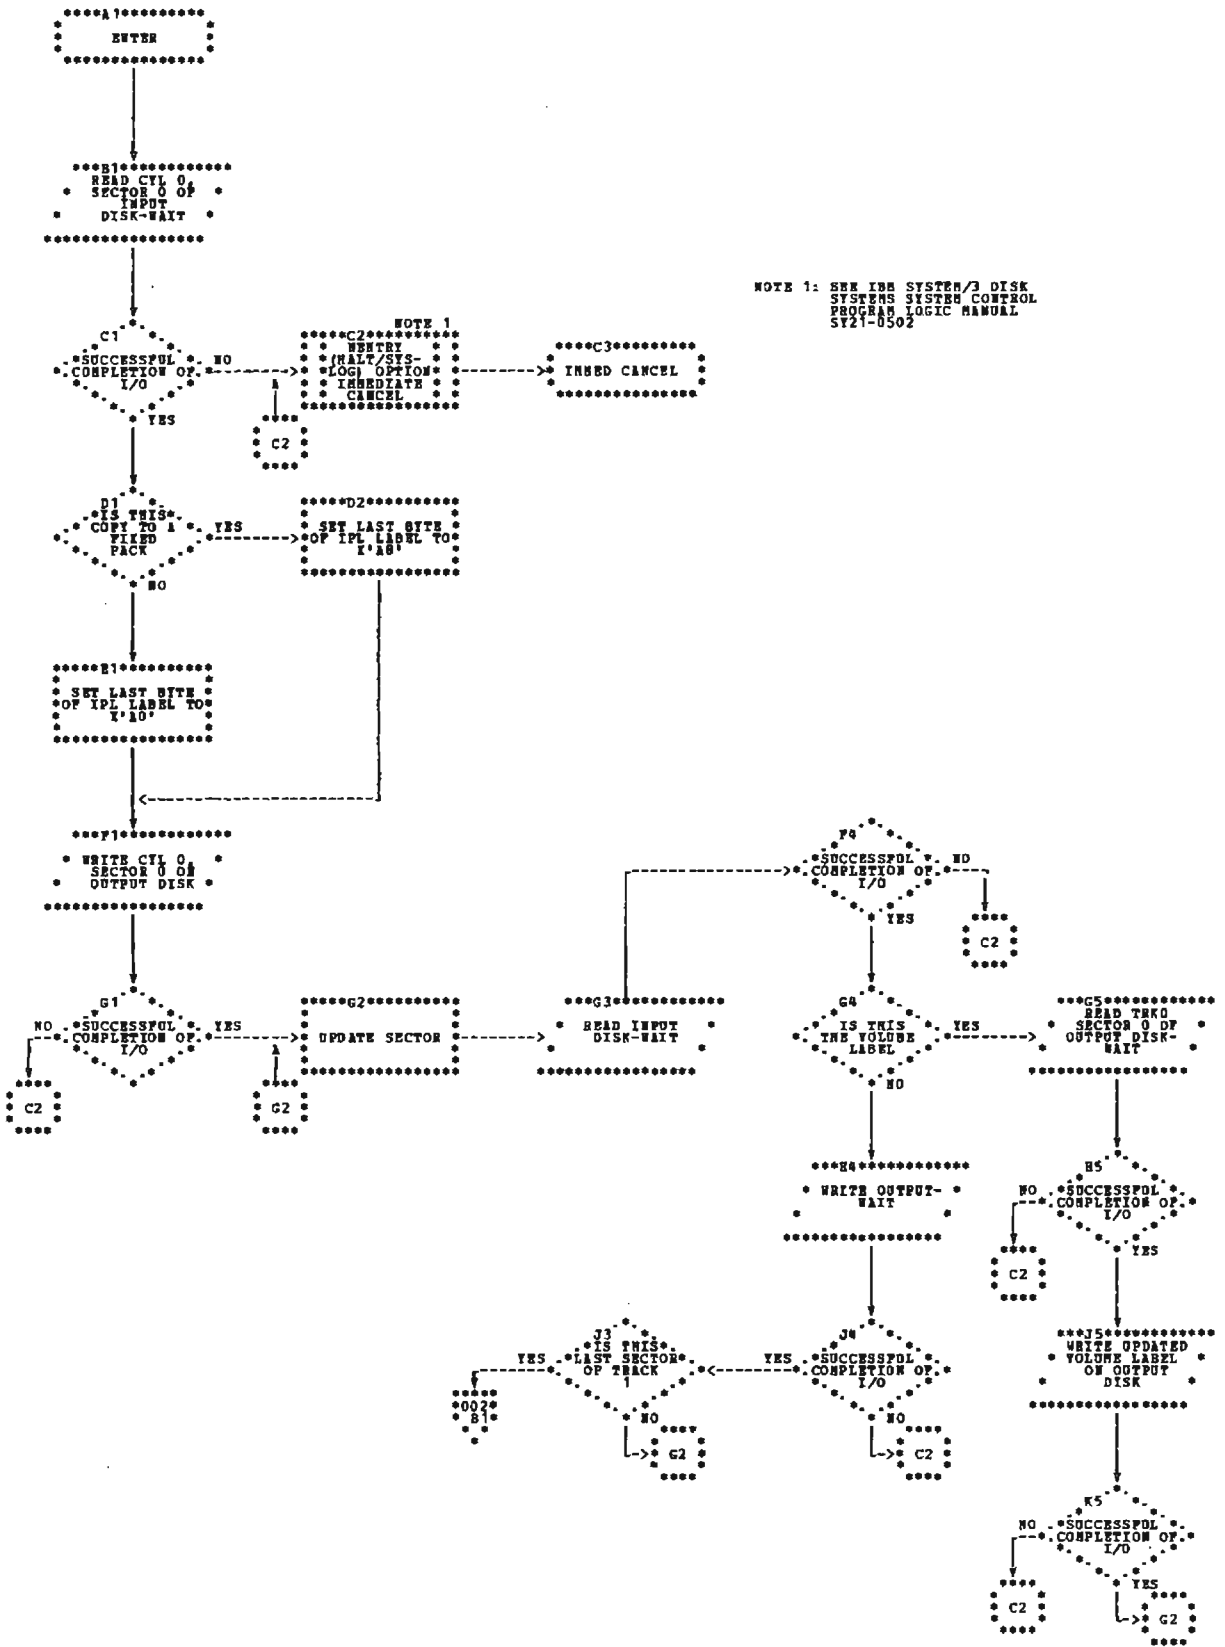 A1
ENTER
B1
READ CYL 0,
SECTOR 0 OF
INPUT
DISK-WAIT
NOTE 1: SEE IBM SYSTEM/3 DISK
SYSTEMS SYSTEM CONTROL
PROGRAM LOGIC MANUAL
SY21-0502
C1
SUCCESSFUL
COMPLETION OF
I/O
NO
YES
NOTE 1
C2
NENTRY
(HALT/SYS-
LOG) OPTION
IMMEDIATE
CANCEL
C3
IMMED CANCEL
C2
D1
IS THIS
COPY TO A
FIXED
PACK
YES
NO
D2
SET LAST BYTE
OF IPL LABEL TO
E1
SET LAST BYTE
OF IPL LABEL TO
F1
WRITE CYL 0,
SECTOR 0 ON
OUTPUT DISK
F4
SUCCESSFUL
COMPLETION OF
I/O
NO
YES
C2
G1
SUCCESSFUL
COMPLETION OF
I/O
NO
YES
C2
G2
UPDATE SECTOR
G2
G3
READ INPUT
DISK-WAIT
G4
IS THIS
THE VOLUME
LABEL
YES
NO
G5
READ TRK0
SECTOR 0 OF
OUTPUT DISK-
WAIT
H4
WRITE OUTPUT-
WAIT
H5
SUCCESSFUL
COMPLETION OF
I/O
NO
YES
C2
J3
IS THIS
LAST SECTOR
OF TRACK
1
YES
NO
002
B1
G2
J4
SUCCESSFUL
COMPLETION OF
I/O
YES
NO
C2
J5
WRITE UPDATED
VOLUME LABEL
ON OUTPUT
DISK
K5
SUCCESSFUL
COMPLETION OF
I/O
NO
YES
C2
G2